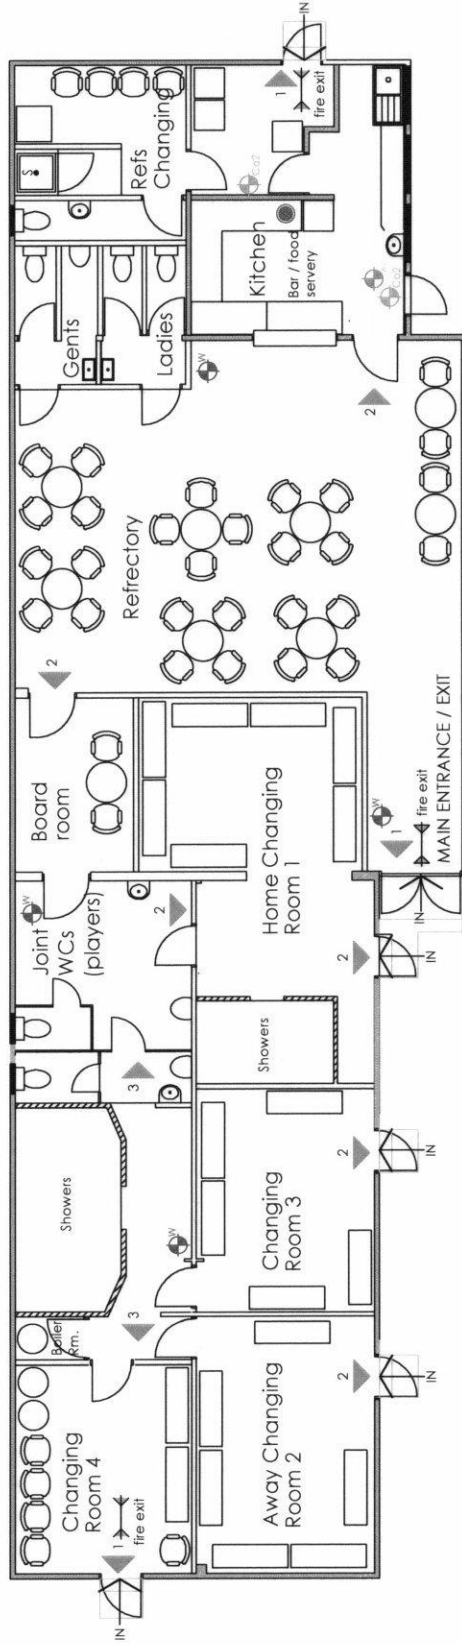 IN
1
fire exit
S
Refs
Changing
Co2
Kitchen
Bar / food
servery
Co2
Gents
Ladies
W
2
Refrectory
2
MAIN ENTRANCE / EXIT
fire exit
1
W
IN
Board
room
Home Changing
Room 1
W
Joint
WCs
(players)
2
2
IN
Showers
3
Showers
W
Changing
Room 3
2
IN
Boiler
Rm.
3
Changing
Room 4
1
fire exit
IN
Away Changing
Room 2
2
IN